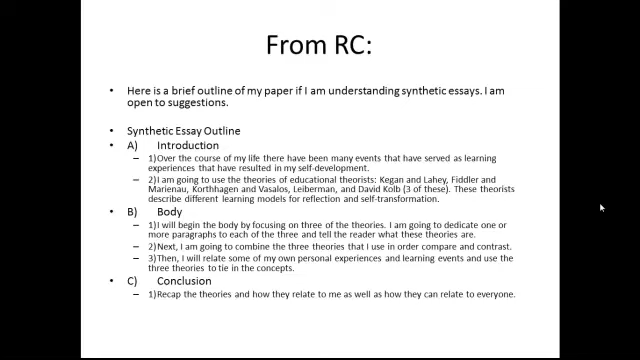 From RC:
• Here is a brief outline of my paper if I am understanding synthetic essays. I am
open to suggestions.
• Synthetic Essay Outline
• A) Introduction
– 1)Over the course of my life there have been many events that have served as learning
experiences that have resulted in my self-development.
– 2)I am going to use the theories of educational theorists: Kegan and Lahey, Fiddler and
Marienau, Korthhagen and Vasalos, Leiberman, and David Kolb (3 of these). These theorists
describe different learning models for reflection and self-transformation.
• B) Body
– 1)I will begin the body by focusing on three of the theories. I am going to dedicate one or
more paragraphs to each of the three and tell the reader what these theories are.
– 2)Next, I am going to combine the three theories that I use in order compare and contrast.
– 3)Then, I will relate some of my own personal experiences and learning events and use the
three theories to tie in the concepts.
• C) Conclusion
– 1)Recap the theories and how they relate to me as well as how they can relate to everyone.